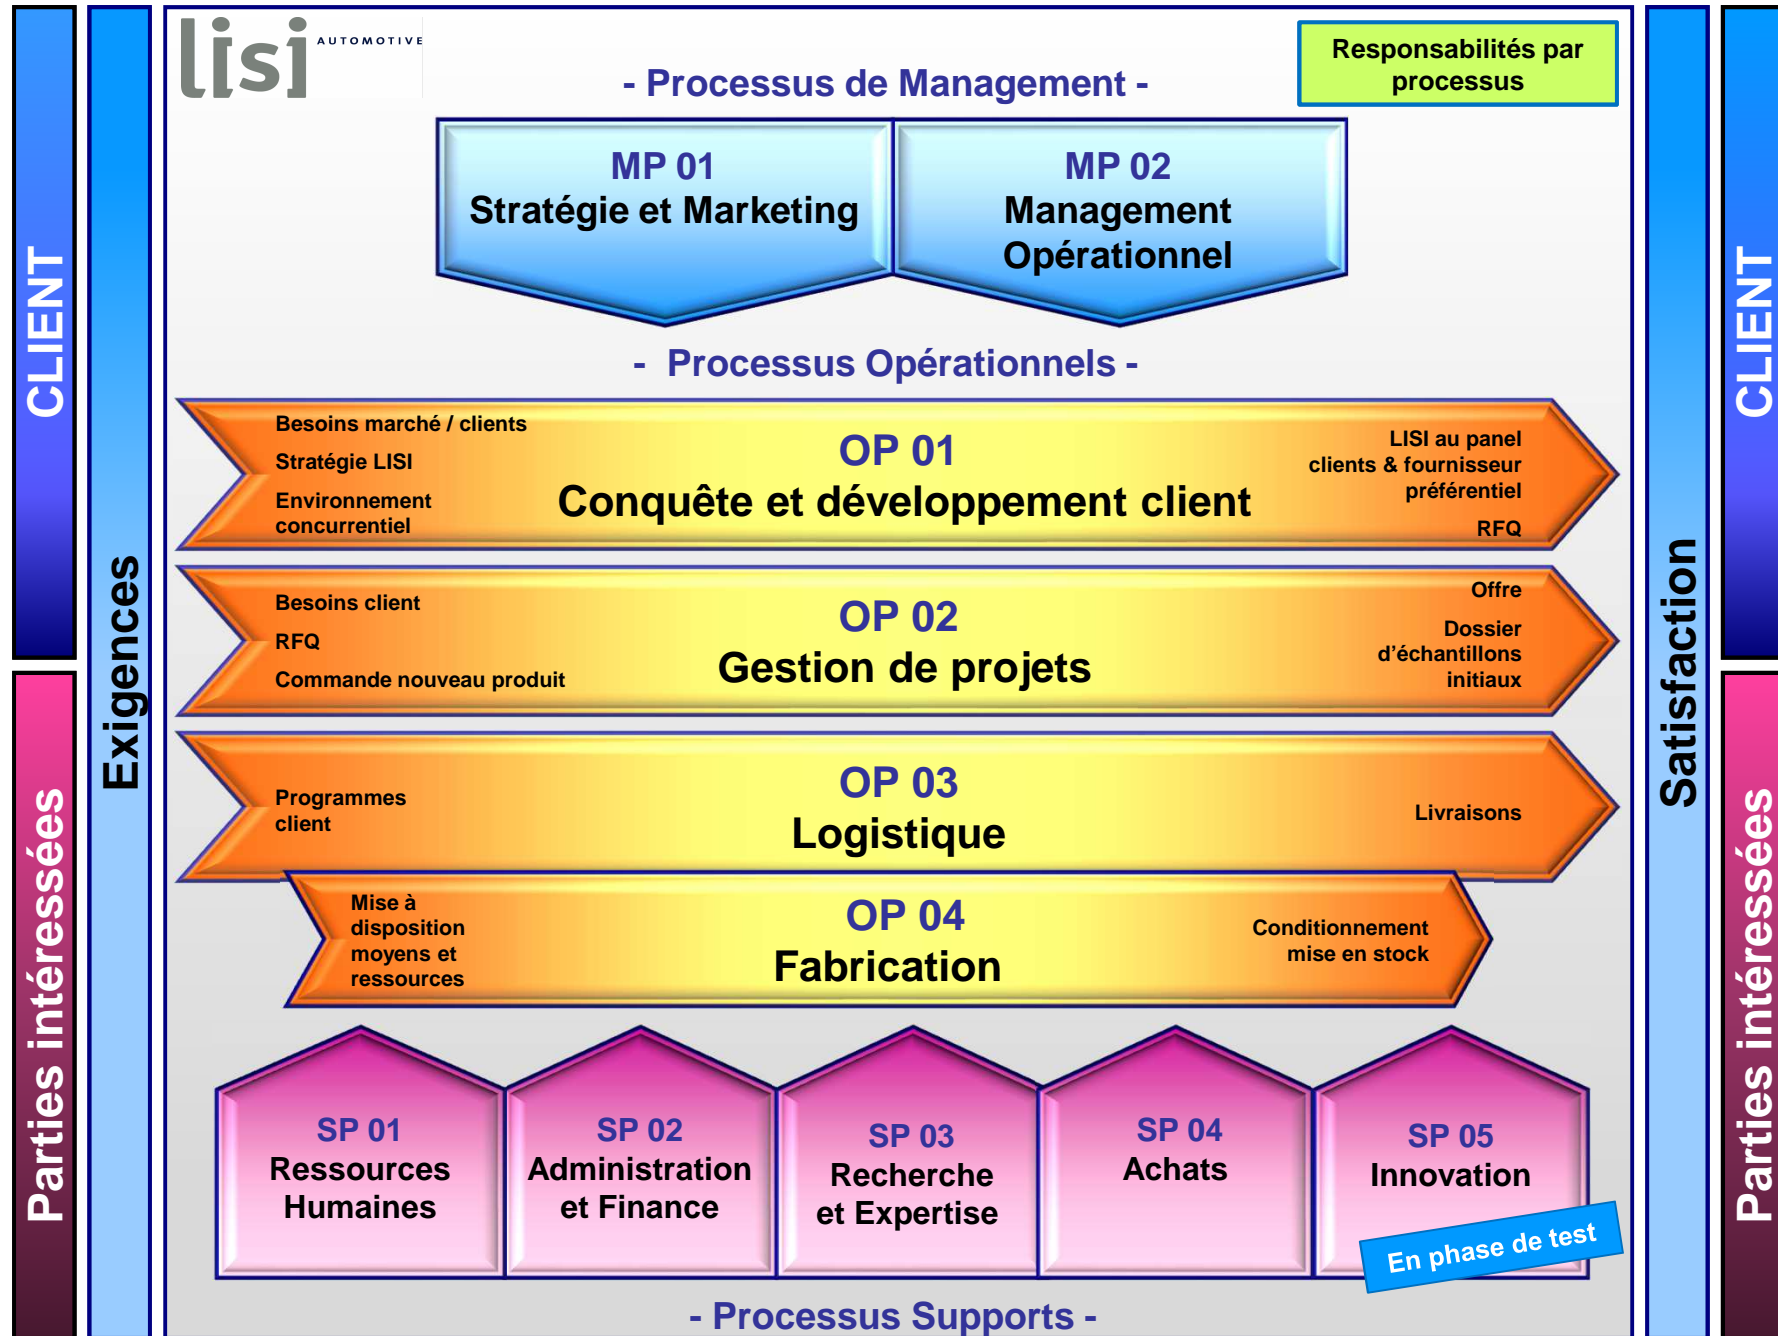 lisi AUTOMOTIVE
Responsabilités par
processus
- Processus de Management -
MP 01
Stratégie et Marketing
MP 02
Management
Opérationnel
- Processus Opérationnels -
Besoins marché / clients
Stratégie LISI
Environnement
concurrentiel
OP 01
Conquête et développement client
LISI au panel
clients & fournisseur
préférentiel
RFQ
Besoins client
RFQ
Commande nouveau produit
OP 02
Gestion de projets
Offre
Dossier
d’échantillons
initiaux
Programmes
client
OP 03
Logistique
Livraisons
Mise à
disposition
moyens et
ressources
OP 04
Fabrication
Conditionnement
mise en stock
SP 01
Ressources
Humaines
SP 02
Administration
et Finance
SP 03
Recherche
et Expertise
SP 04
Achats
SP 05
Innovation
En phase de test
- Processus Supports -
CLIENT
Parties intéressées
Exigences
Satisfaction
CLIENT
Parties intéressées